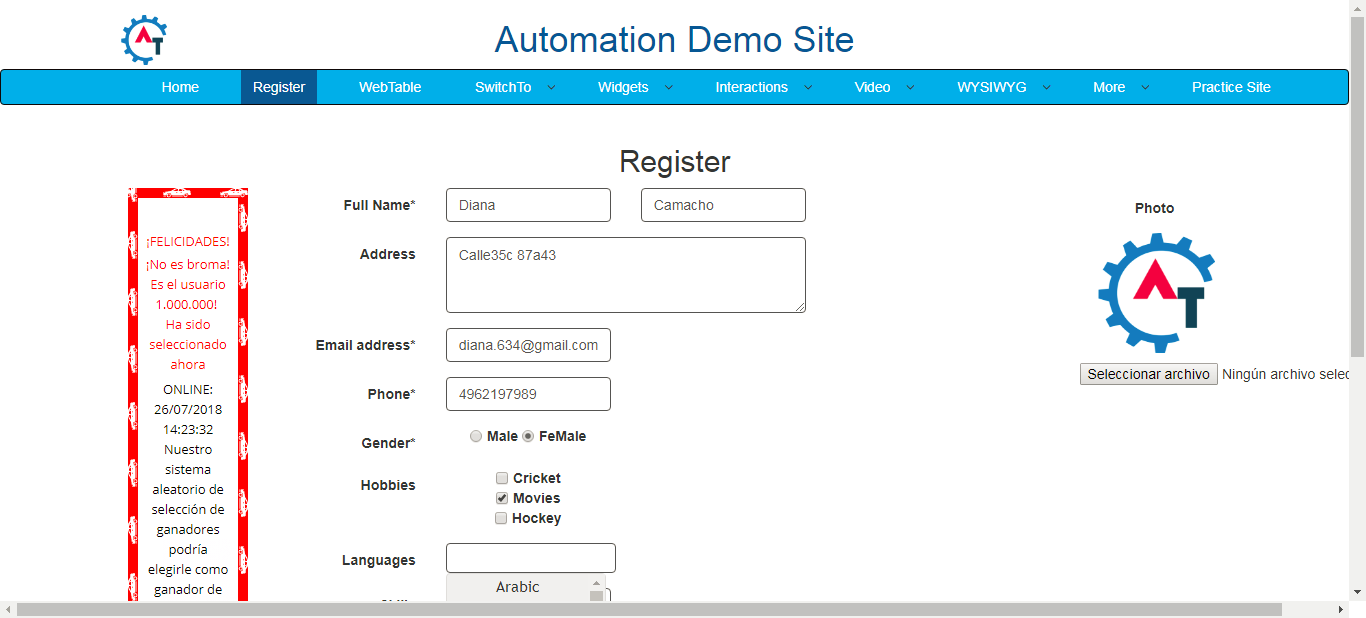 AT
Automation Demo Site
Home Register WebTable SwitchTo Widgets Interactions Video WYSIWYG More Practice Site
Register
¡FELICIDADES!
¡No es broma!
Es el usuario
1.000.000!
Ha sido
seleccionado
ahora
ONLINE:
26/07/2018
14:23:32
Nuestro
sistema
aleatorio de
selección de
ganadores
podría
elegirle como
ganador de
Full Name* Diana Camacho
Address Calle35c 87a43
Email address* diana.634@gmail.com
Phone* 4962197989
Gender* Male FeMale
Hobbies Cricket
Movies
Hockey
Languages
Arabic
Photo
AT
Seleccionar archivo Ningún archivo selec